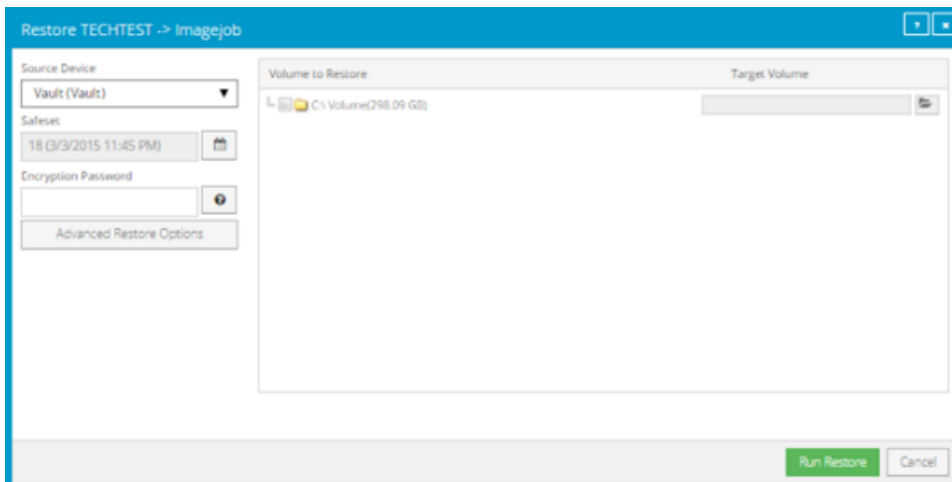 Restore TECHTEST -> Imagejob
Source Device
Vault (Vault)
Safeset
18 (3/3/2015 11:45 PM)
Encryption Password
Advanced Restore Options
Volume to Restore
Target Volume
C:\ Volume(298.09 GB)
Run Restore
Cancel